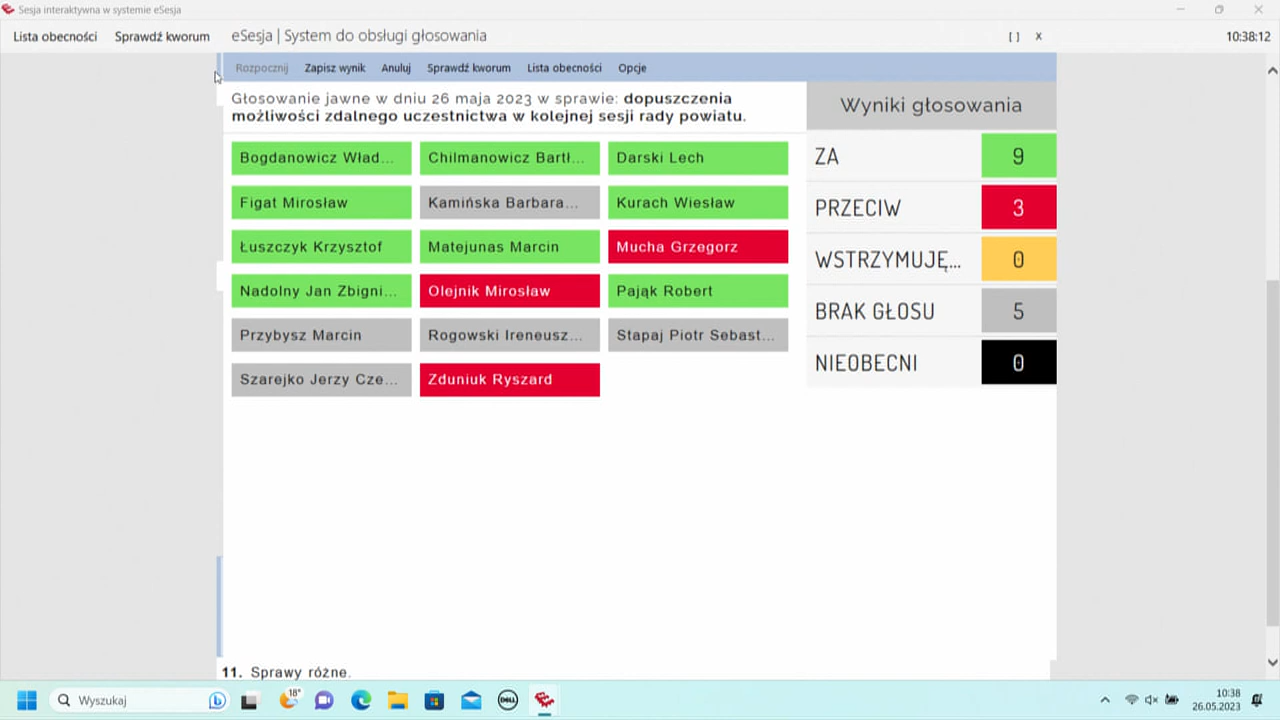 Sesja interaktywna w systemie eSesja
Lista obecności Sprawdź kworum eSesja | System do obsługi głosowania [ ] x 10:38:12
Rozpocznij Zapisz wynik Anuluj Sprawdź kworum Lista obecności Opcje
Głosowanie jawne w dniu 26 maja 2023 w sprawie: dopuszczenia
możliwości zdalnego uczestnictwa w kolejnej sesji rady powiatu.
Bogdanowicz Wład... Chilmanowicz Bartł... Darski Lech
Figat Mirosław Kamińska Barbara... Kurach Wiesław
Łuszczyk Krzysztof Matejunas Marcin Mucha Grzegorz
Nadolny Jan Zbigni... Olejnik Mirosław Pająk Robert
Przybysz Marcin Rogowski Ireneusz... Stapaj Piotr Sebast...
Szarejko Jerzy Cze... Zduniuk Ryszard
Wyniki głosowania
ZA 9
PRZECIW 3
WSTRZYMUJĘ... 0
BRAK GŁOSU 5
NIEOBECNI 0
11. Sprawy różne.
Wyszukaj
18°
DELL
10:38
26.05.2023